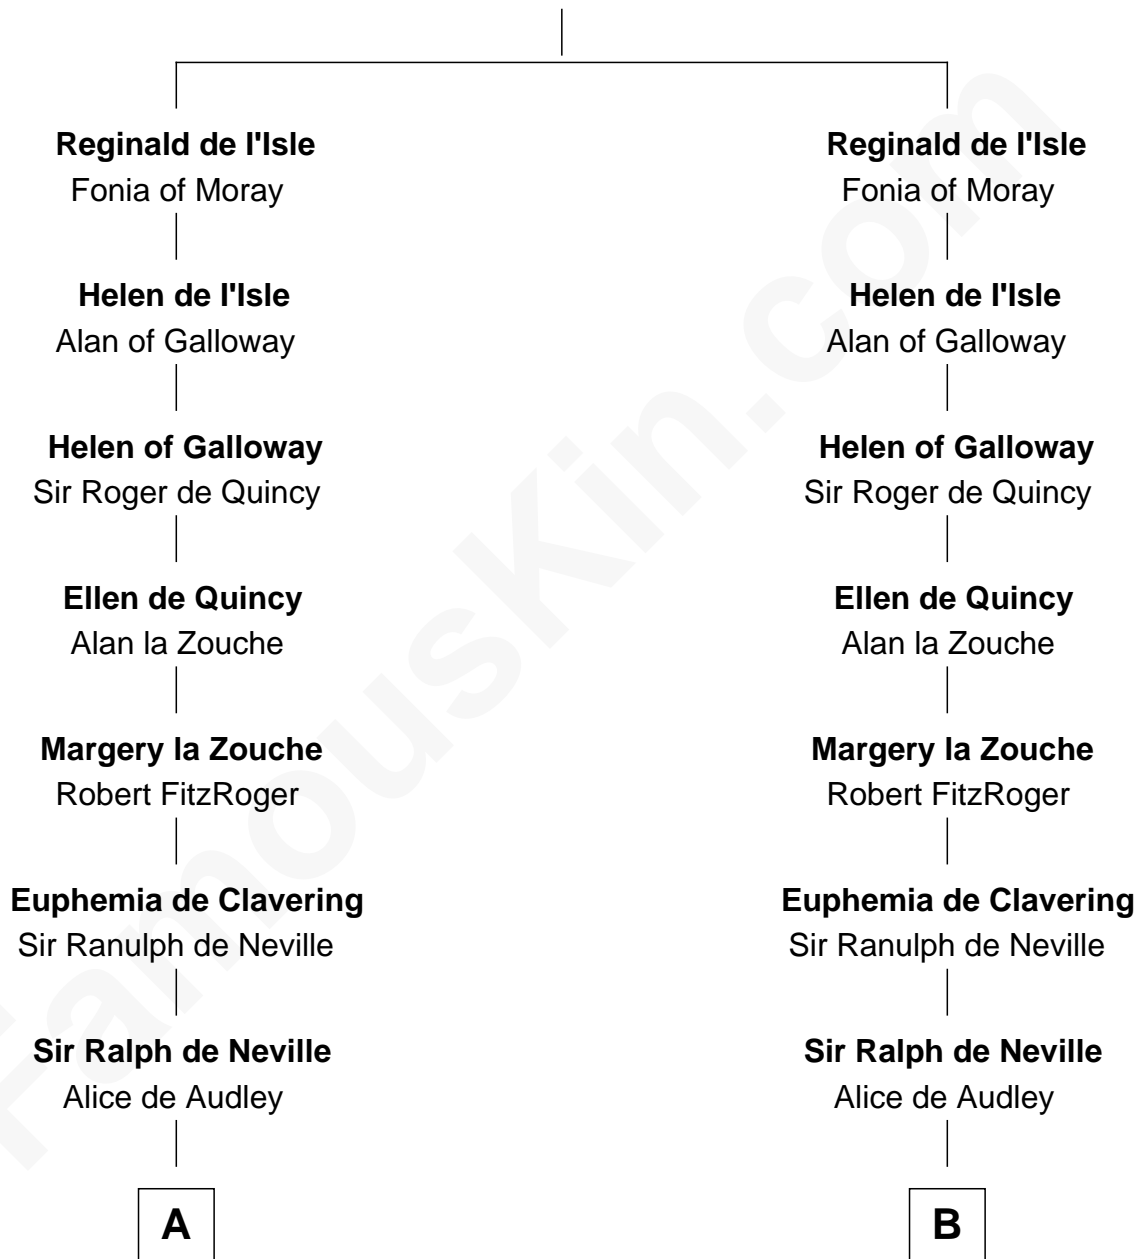 Reginald de l'Isle
Fonia of Moray
Helen de l'Isle
Alan of Galloway
Helen of Galloway
Sir Roger de Quincy
Ellen de Quincy
Alan la Zouche
Margery la Zouche
Robert FitzRoger
Euphemia de Clavering
Sir Ranulph de Neville
Sir Ralph de Neville
Alice de Audley
A
Reginald de l'Isle
Fonia of Moray
Helen de l'Isle
Alan of Galloway
Helen of Galloway
Sir Roger de Quincy
Ellen de Quincy
Alan la Zouche
Margery la Zouche
Robert FitzRoger
Euphemia de Clavering
Sir Ranulph de Neville
Sir Ralph de Neville
Alice de Audley
B
FamousKin.com